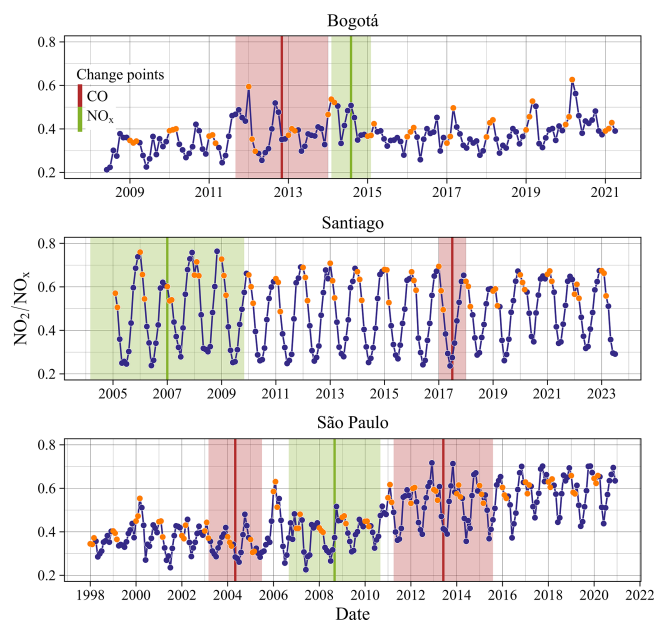 Bogotá
0.8
0.6
0.4
0.2
Change points
CO
NOx
2009 2011 2013 2015 2017 2019 2021
Santiago
0.8
0.6
0.4
0.2
NO2/NOx
2005 2007 2009 2011 2013 2015 2017 2019 2021 2023
São Paulo
0.8
0.6
0.4
0.2
1998 2000 2002 2004 2006 2008 2010 2012 2014 2016 2018 2020 2022
Date